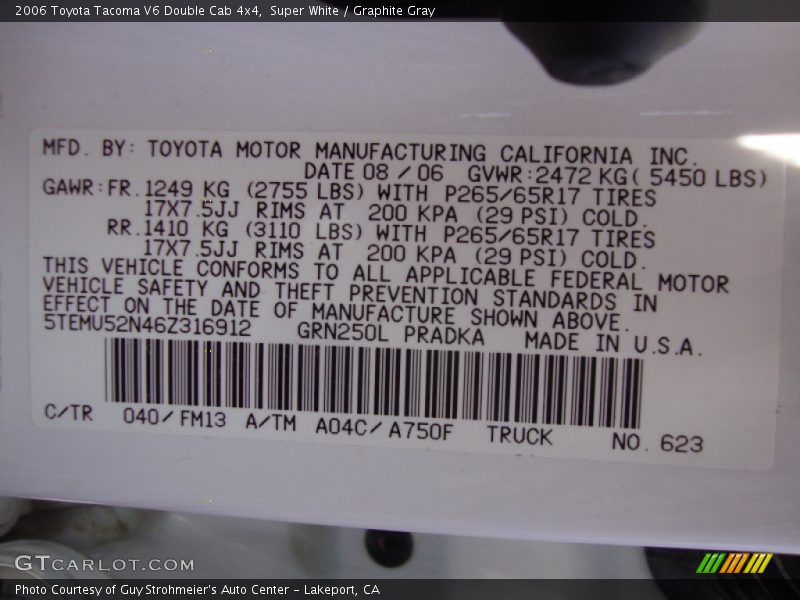 2006 Toyota Tacoma V6 Double Cab 4x4,  Super White / Graphite Gray
MFD. BY: TOYOTA MOTOR MANUFACTURING CALIFORNIA INC.
DATE 08 / 06 GVWR:2472 KG( 5450 LBS)
GAWR:FR.1249 KG (2755 LBS) WITH P265/65R17 TIRES
17X7.5JJ RIMS AT 200 KPA (29 PSI) COLD.
RR.1410 KG (3110 LBS) WITH P265/65R17 TIRES
17X7.5JJ RIMS AT 200 KPA (29 PSI) COLD.
THIS VEHICLE CONFORMS TO ALL APPLICABLE FEDERAL MOTOR
VEHICLE SAFETY AND THEFT PREVENTION STANDARDS IN
EFFECT ON THE DATE OF MANUFACTURE SHOWN ABOVE.
5TEMU52N46Z316912 GRN250L PRADKA MADE IN U.S.A.
C/TR 040/FM13 A/TM A04C/A750F TRUCK NO. 623
GTCARLOT.COM
Photo Courtesy of Guy Strohmeier's Auto Center - Lakeport, CA